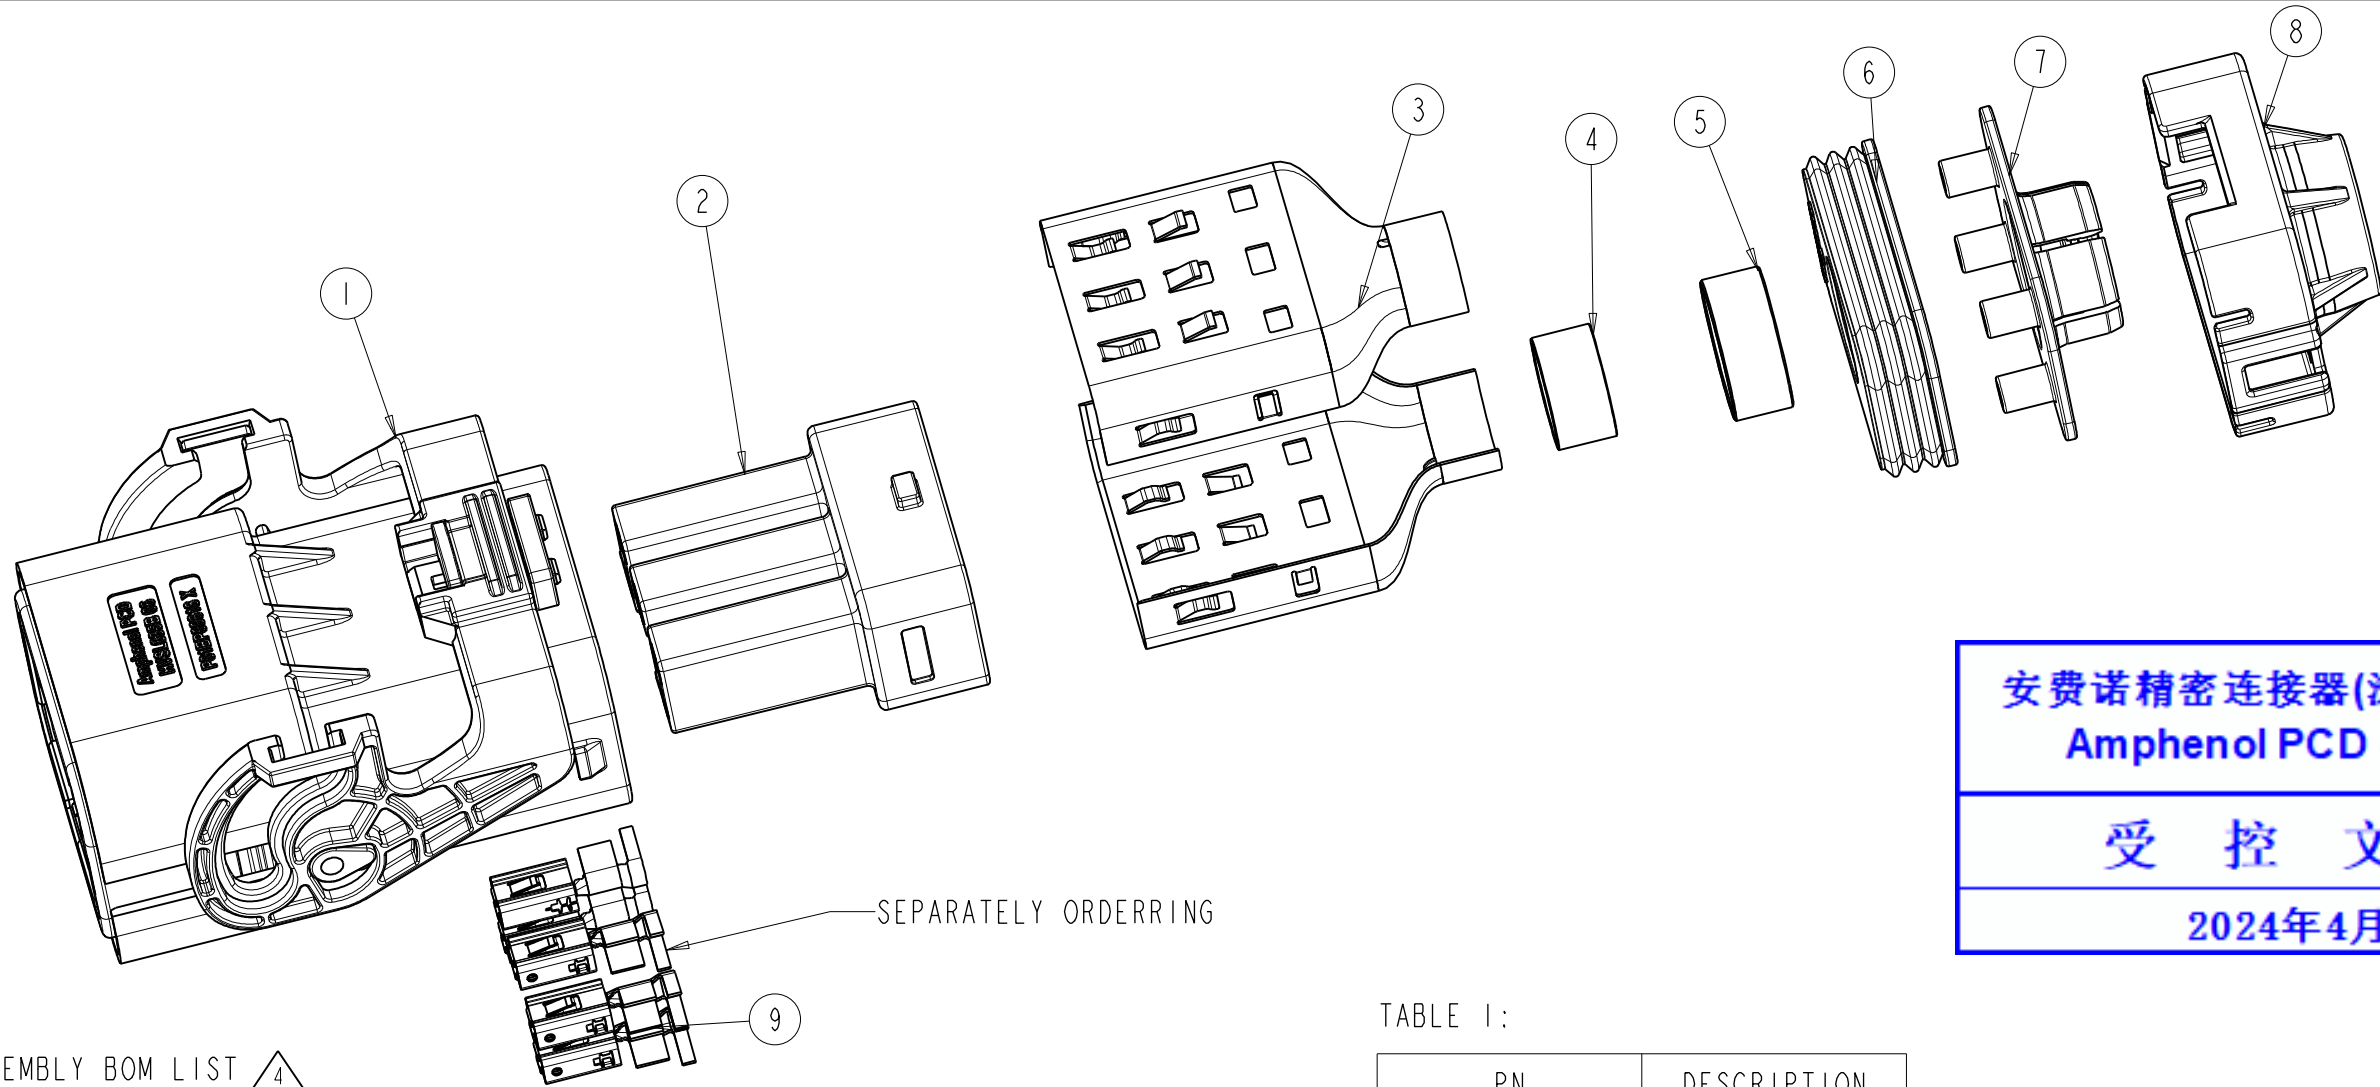 1
2
3
4
5
6
7
8
Amphenol PCD
安费诺精密连接器(
Amphenol PCD
受 控
2024年4月
SEPARATELY ORDERRING
9
TABLE 1:
PN DESCRIPTION
EMBLY BOM LIST 4